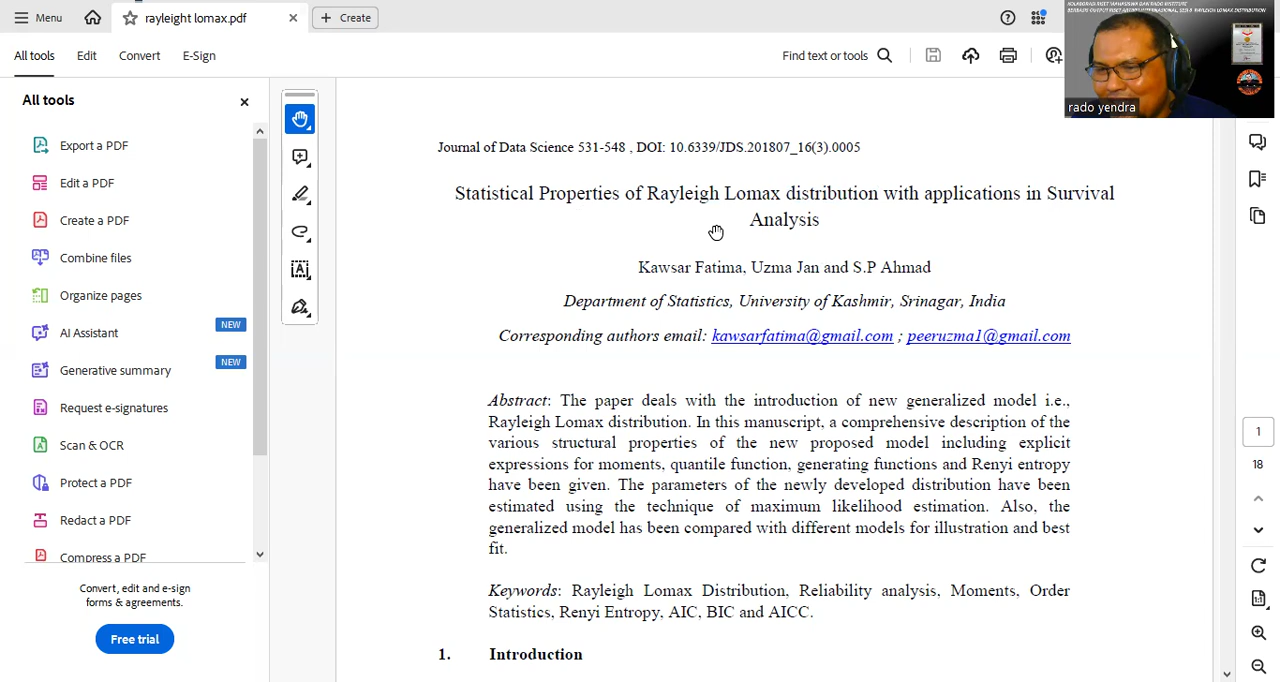 Menu
rayleight lomax.pdf
Create
KOLABORASI RISET MAHASISWA DAN RADO INSTITUTE
All tools
Edit
Convert
E-Sign
Find text or tools
rado yendra
All tools
Export a PDF
Edit a PDF
Create a PDF
Combine files
Organize pages
AI Assistant
NEW
Generative summary
NEW
Request e-signatures
Scan & OCR
Protect a PDF
Redact a PDF
Compress a PDF
Convert, edit and e-sign
forms & agreements.
Free trial
Journal of Data Science 531-548 , DOI: 10.6339/JDS.201807_16(3).0005
Statistical Properties of Rayleigh Lomax distribution with applications in Survival
Analysis
Kawsar Fatima, Uzma Jan and S.P Ahmad
Department of Statistics, University of Kashmir, Srinagar, India
Corresponding authors email: kawsarfatima@gmail.com ; peeruzma1@gmail.com
Abstract: The paper deals with the introduction of new generalized model i.e.,
Rayleigh Lomax distribution. In this manuscript, a comprehensive description of the
various structural properties of the new proposed model including explicit
expressions for moments, quantile function, generating functions and Renyi entropy
have been given. The parameters of the newly developed distribution have been
estimated using the technique of maximum likelihood estimation. Also, the
generalized model has been compared with different models for illustration and best
fit.
Keywords: Rayleigh Lomax Distribution, Reliability analysis, Moments, Order
Statistics, Renyi Entropy, AIC, BIC and AICC.
1. Introduction
1
18